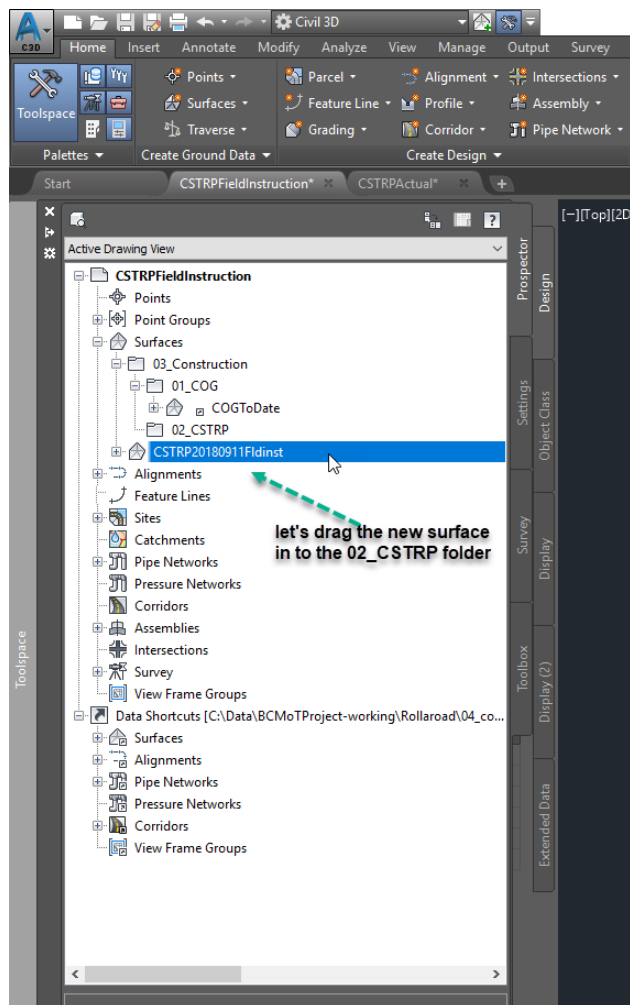 Civil 3D
C3D
Home Insert Annotate Modify Analyze View Manage Output Survey
Toolspace
Points
Surfaces
Traverse
Parcel
Feature Line
Grading
Alignment
Profile
Corridor
Intersections
Assembly
Pipe Network
Palettes
Create Ground Data
Create Design
Start CSTRPFieldInstruction* CSTRPActual*
[−][Top][2D
Active Drawing View
CSTRPFieldInstruction
Points
Point Groups
Surfaces
03_Construction
01_COG
COGToDate
02_CSTRP
CSTRP20180911Fldinst
Alignments
Feature Lines
Sites
Catchments
Pipe Networks
Pressure Networks
Corridors
Assemblies
Intersections
Survey
View Frame Groups
let's drag the new surface
in to the 02_CSTRP folder
Data Shortcuts [C:\Data\BCMoTProject-working\Rollaroad\04_co...
Surfaces
Alignments
Pipe Networks
Pressure Networks
Corridors
View Frame Groups
Prospector
Settings
Survey
Toolbox
Design
Object Class
Display
Display (2)
Extended Data
Toolspace